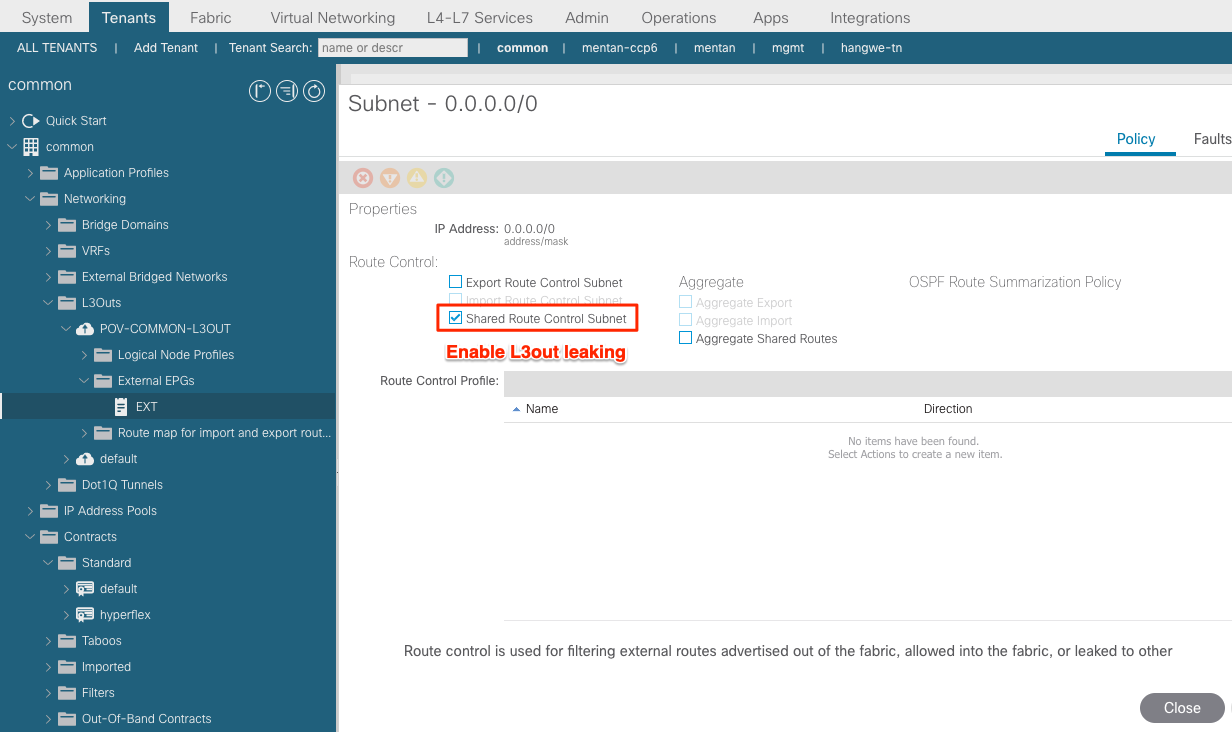 System Tenants Fabric Virtual Networking L4-L7 Services Admin Operations Apps Integrations
ALL TENANTS | Add Tenant | Tenant Search: name or descr | common | mentan-ccp6 | mentan | mgmt | hangwe-tn
common
Quick Start
common
Application Profiles
Networking
Bridge Domains
VRFs
External Bridged Networks
L3Outs
POV-COMMON-L3OUT
Logical Node Profiles
External EPGs
EXT
Route map for import and export rout...
default
Dot1Q Tunnels
IP Address Pools
Contracts
Standard
default
hyperflex
Taboos
Imported
Filters
Out-Of-Band Contracts
Subnet - 0.0.0.0/0
Policy Faults
Properties
IP Address: 0.0.0.0/0
address/mask
Route Control:
Export Route Control Subnet Aggregate OSPF Route Summarization Policy
Import Route Control Subnet Aggregate Export
Shared Route Control Subnet Aggregate Import
Aggregate Shared Routes
Enable L3out leaking
Route Control Profile:
Name Direction
No items have been found.
Select Actions to create a new item.
Route control is used for filtering external routes advertised out of the fabric, allowed into the fabric, or leaked to other
Close